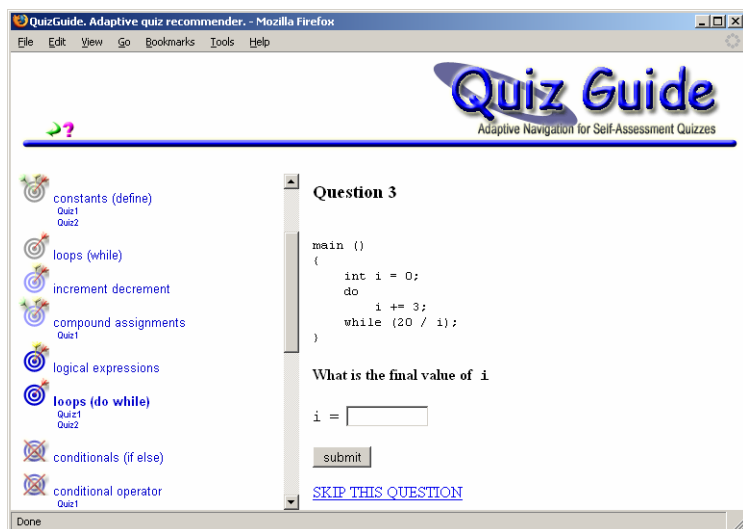 QuizGuide. Adaptive quiz recommender. - Mozilla Firefox
File Edit View Go Bookmarks Tools Help
Quiz Guide
Adaptive Navigation for Self-Assessment Quizzes
?
constants (define)
Quiz1
Quiz2
loops (while)
increment decrement
compound assignments
Quiz1
logical expressions
loops (do while)
Quiz1
Quiz2
conditionals (if else)
conditional operator
Quiz1
Question 3
main ()
{
int i = 0;
do
i += 3;
while (20 / i);
}
What is the final value of i
i =
submit
SKIP THIS QUESTION
Done